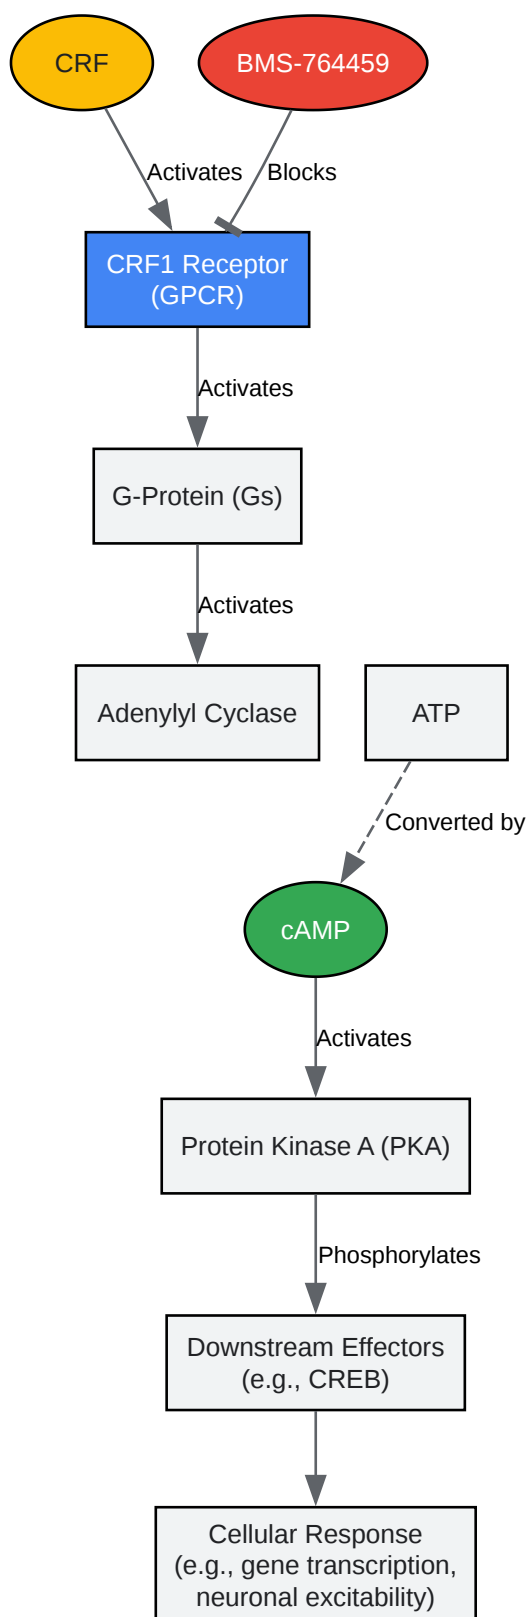 CRF
BMS-764459
Activates
Blocks
CRF1 Receptor
(GPCR)
Activates
G-Protein (Gs)
Activates
Adenylyl Cyclase
ATP
Converted by
cAMP
Activates
Protein Kinase A (PKA)
Phosphorylates
Downstream Effectors
(e.g., CREB)
Cellular Response
(e.g., gene transcription,
neuronal excitability)